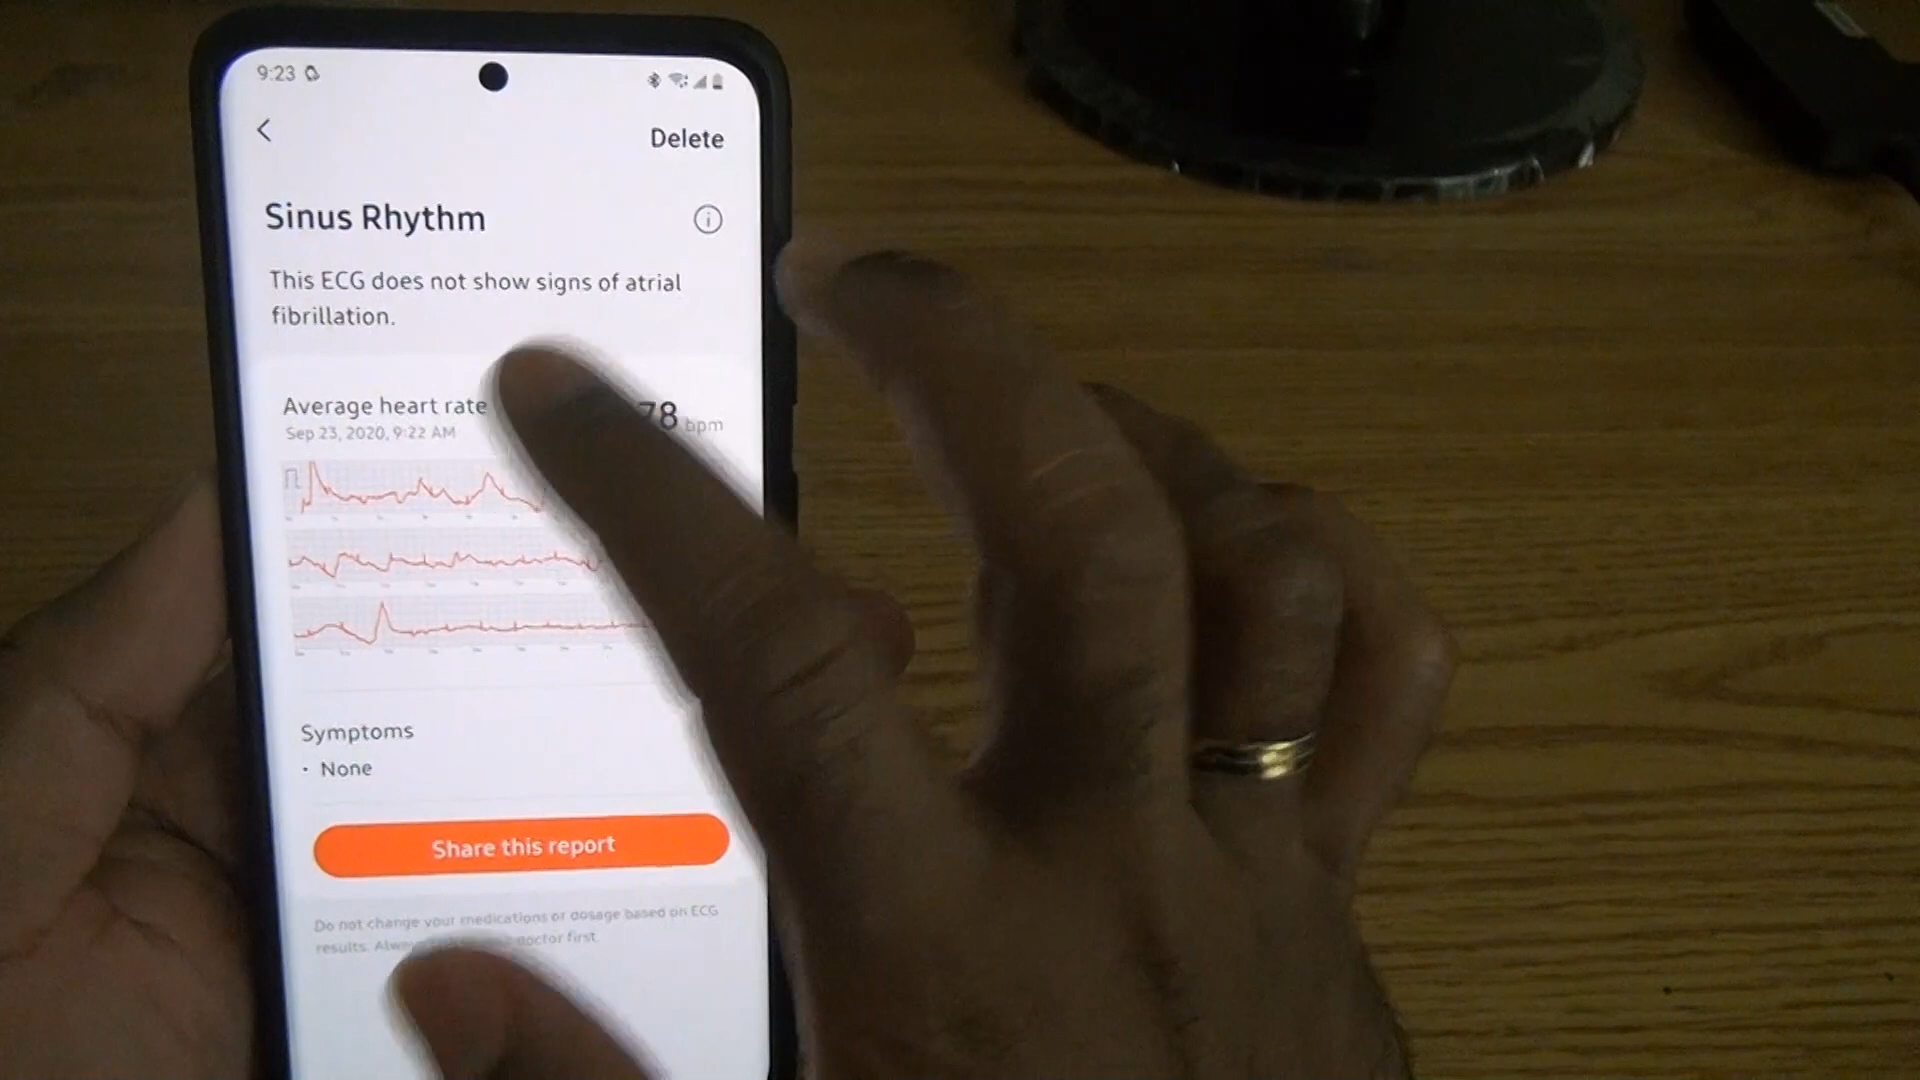 9:23
Delete
Sinus Rhythm
This ECG does not show signs of atrial
fibrillation.
Average heart rate 78 bpm
Sep 23, 2020, 9:22 AM
Symptoms
• None
Share this report
Do not change your medications or dosage based on ECG
results. doctor first.